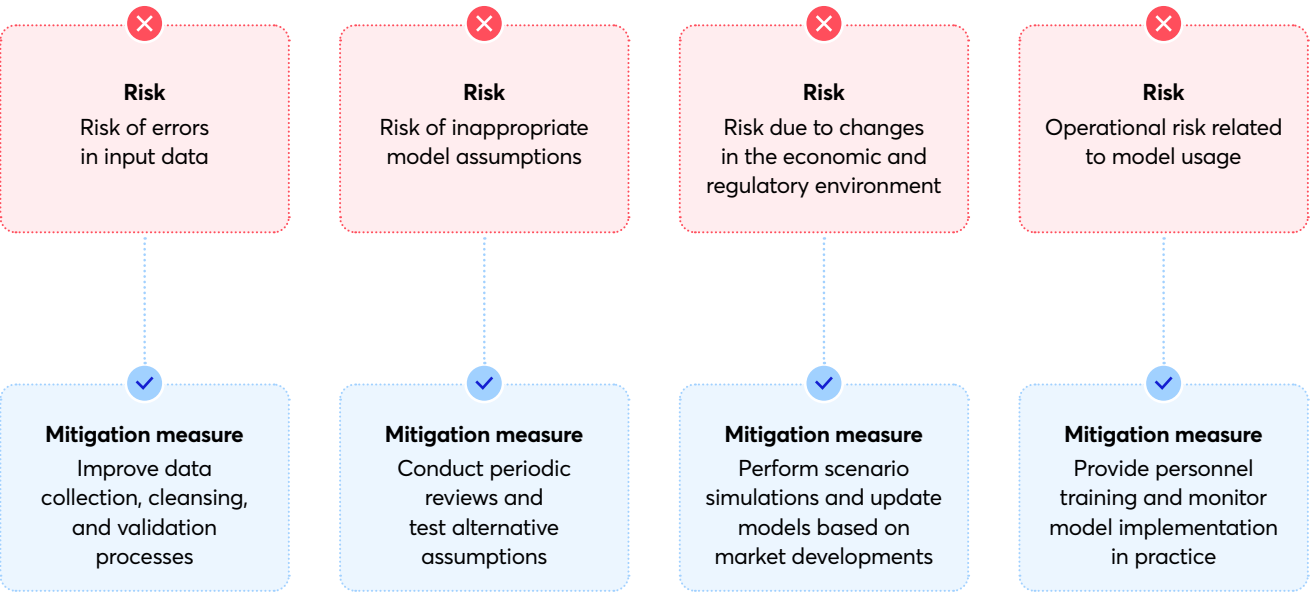 Risk
Risk of errors
in input data
Risk
Risk of inappropriate
model assumptions
Risk
Risk due to changes
in the economic and
regulatory environment
Risk
Operational risk related
to model usage
Mitigation measure
Improve data
collection, cleansing,
and validation
processes
Mitigation measure
Conduct periodic
reviews and
test alternative
assumptions
Mitigation measure
Perform scenario
simulations and update
models based on
market developments
Mitigation measure
Provide personnel
training and monitor
model implementation
in practice